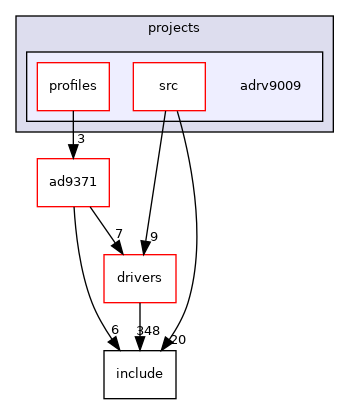 projects
profiles
src
adrv9009
3
ad9371
7
9
drivers
6
348
20
include